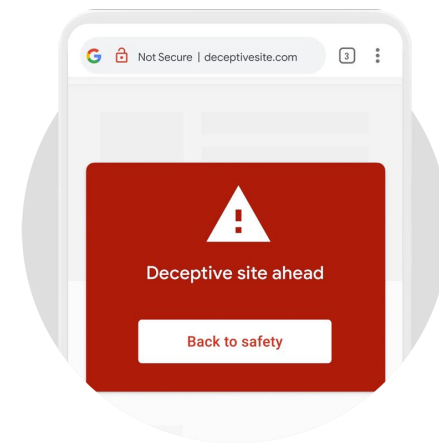 G Not Secure | deceptivesite.com 3
Deceptive site ahead
Back to safety